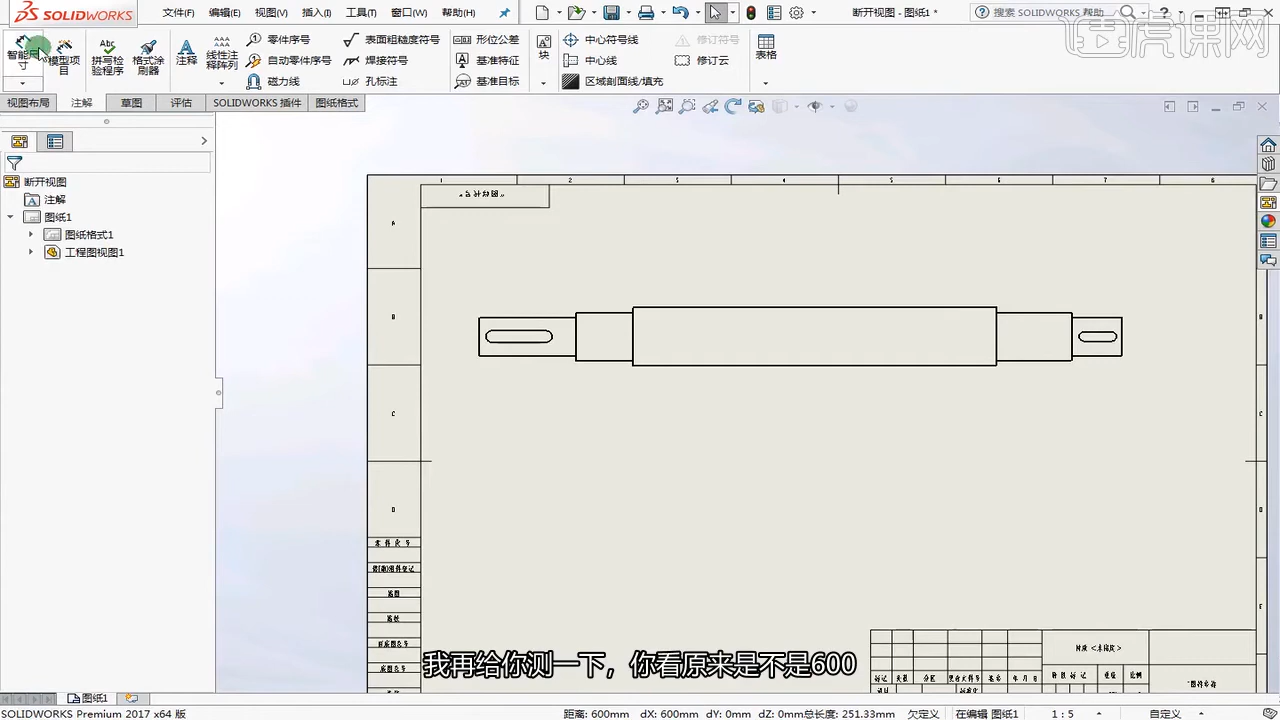 SOLIDWORKS 文件(F) 编辑(E) 视图(V) 插入(I) 工具(T) 窗口(W) 帮助(H) 断开视图 - 图纸1 * 搜索 SOLIDWORKS 帮助
虎课网
智能尺寸 模型项目 拼写检验程序 格式涂刷器 注释 线性注释阵列
零件序号 表面粗糙度符号 形位公差 块 中心符号线 修订符号 表格
自动零件序号 焊接符号 基准特征 中心线 修订云
磁力线 孔标注 基准目标 区域剖面线/填充
视图布局 注解 草图 评估 SOLIDWORKS 插件 图纸格式
断开视图
注解
图纸1
图纸格式1
工程图视图1
1 2 3 4 5 6 7 8
A
B B
C C
D D
E
我再给你测一下，你看原来是不是600
图纸1
SOLIDWORKS Premium 2017 x64 版 距离: 600mm dX: 600mm dY: 0mm dZ: 0mm总长度: 251.33mm 欠定义 在编辑 图纸1 1 : 5 自定义